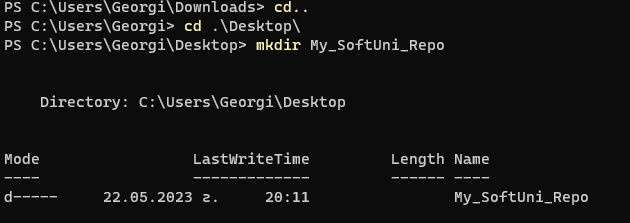 PS C:\Users\Georgi\Downloads> cd..
PS C:\Users\Georgi> cd .\Desktop\
PS C:\Users\Georgi\Desktop> mkdir My_SoftUni_Repo
Directory: C:\Users\Georgi\Desktop
Mode LastWriteTime Length Name
---- ------------- ------ ----
d----- 22.05.2023 г. 20:11 My_SoftUni_Repo